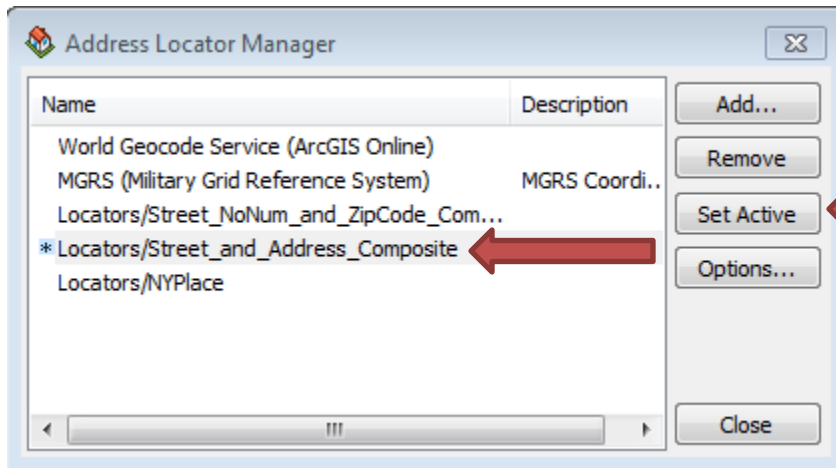 Address Locator Manager
Name Description
World Geocode Service (ArcGIS Online)
MGRS (Military Grid Reference System) MGRS Coordi..
Locators/Street_NoNum_and_ZipCode_Com...
* Locators/Street_and_Address_Composite
Locators/NYPlace
Add...
Remove
Set Active
Options...
Close